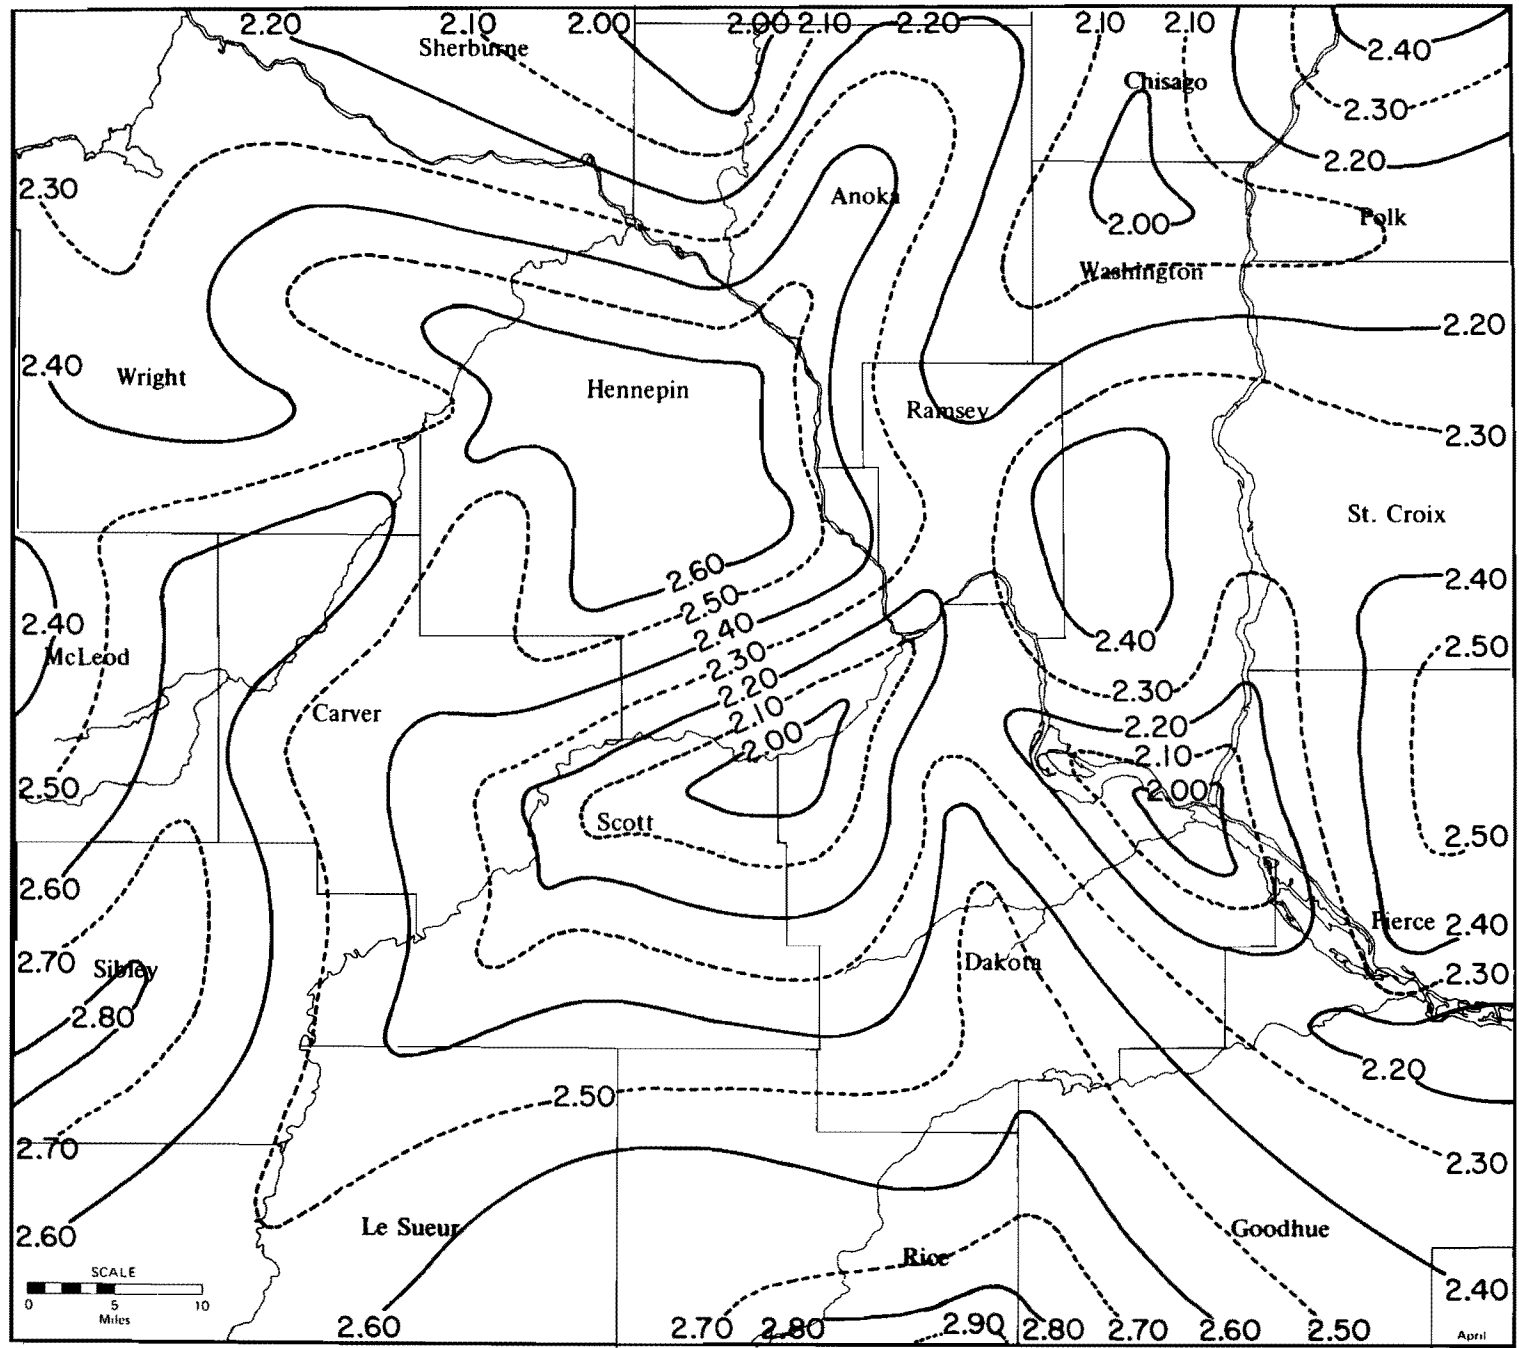 2.20 2.10 2.00 2.00 2.10 2.20 2.10 2.10
Sherburne
2.40
Chisago
2.30
2.20
2.30
Anoka
Polk
2.00
Washington
2.20
2.40
Wright
Hennepin
Ramsey
2.30
St. Croix
2.60
2.40
2.50
2.40
2.40
2.40
2.50
McLeod
2.30
2.20
2.30
Carver
2.10
2.20
2.00
2.10
2.50
2.00
Scott
2.50
2.60
Pierce
2.40
2.70
Sibley
Dakota
2.30
2.80
2.20
2.50
2.70
2.30
Le Sueur
Goodhue
2.60
Rice
SCALE
0 5 10
Miles
2.40
2.60 2.70 2.80 2.90 2.80 2.70 2.60 2.50
April